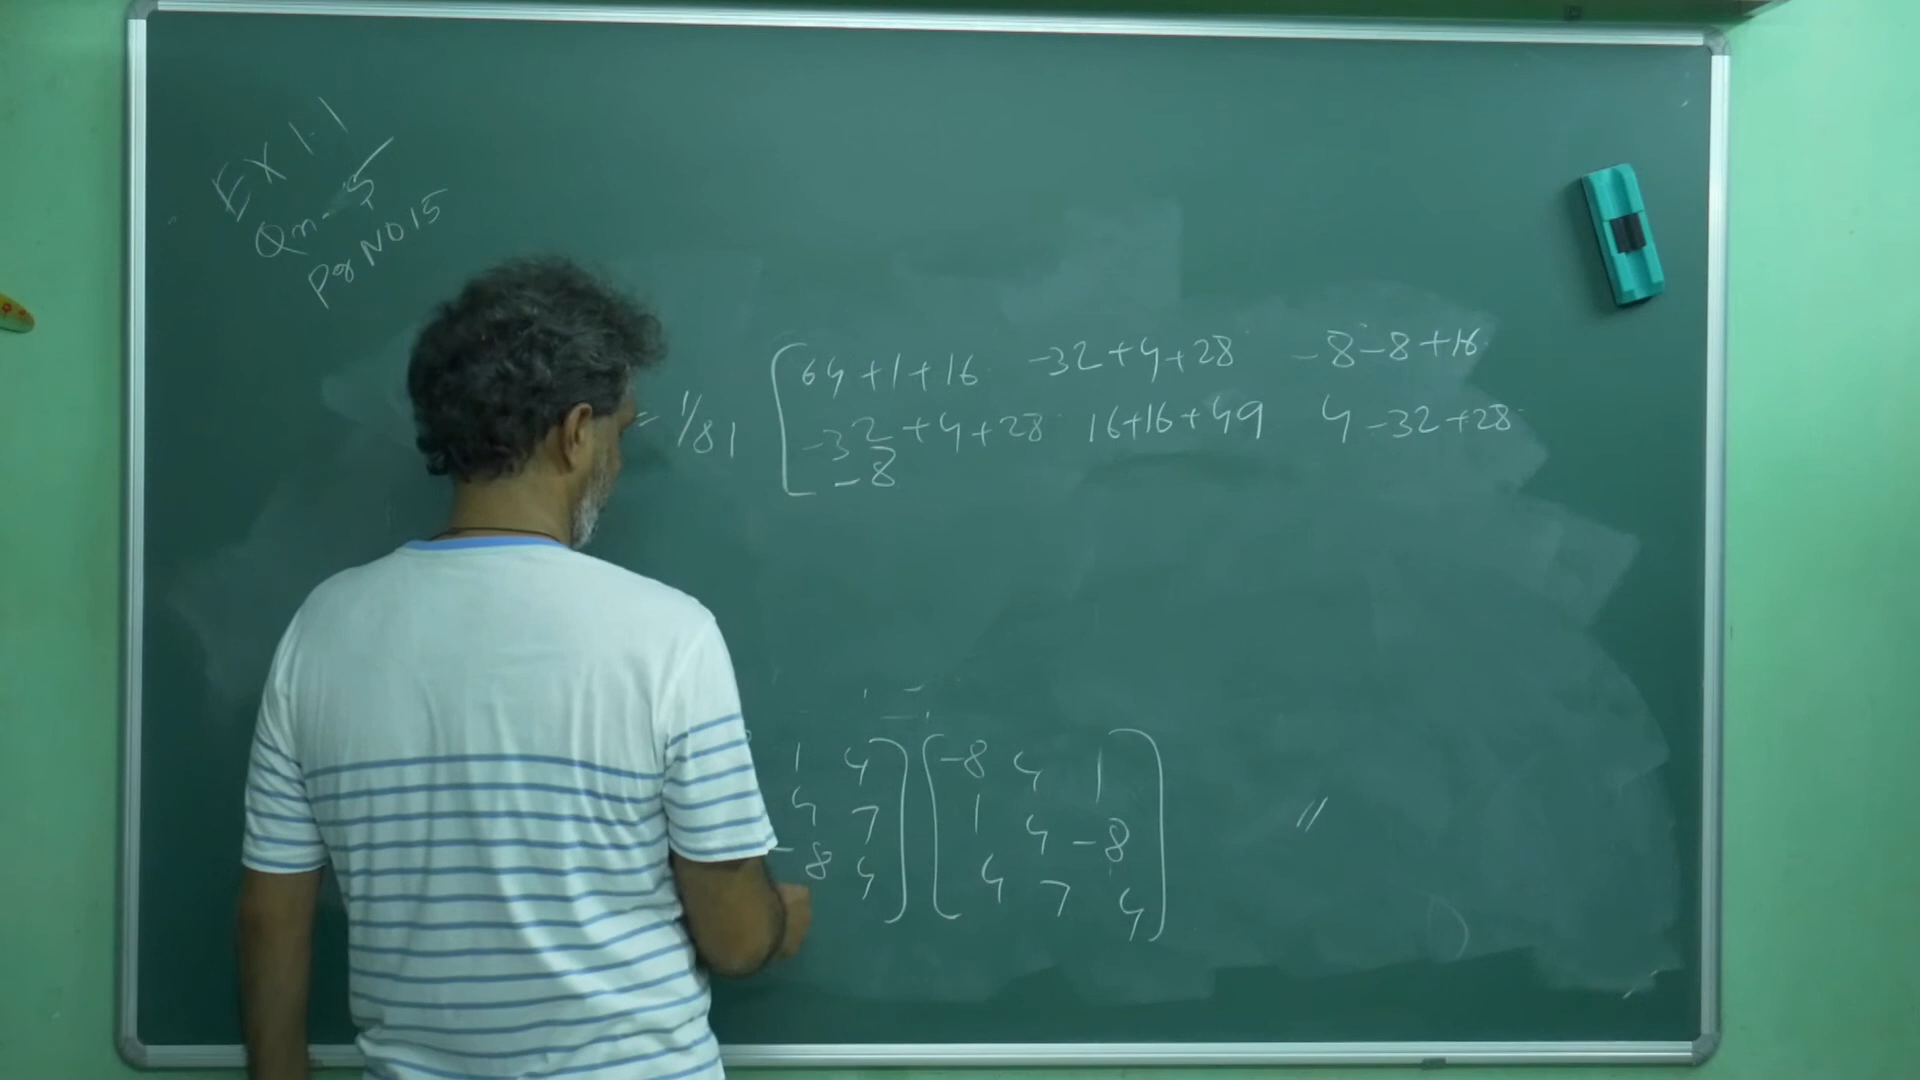 EX 1.1
Qn-5
Pg NO 15
= 1/81 [ 64+1+16 -32+4+28 -8-8+16
-32+4+28 16+16+49 4-32+28
-8
1 4 ] [ -8 4 1 ]
4 7 1 4 -8
-8 4 4 7 4